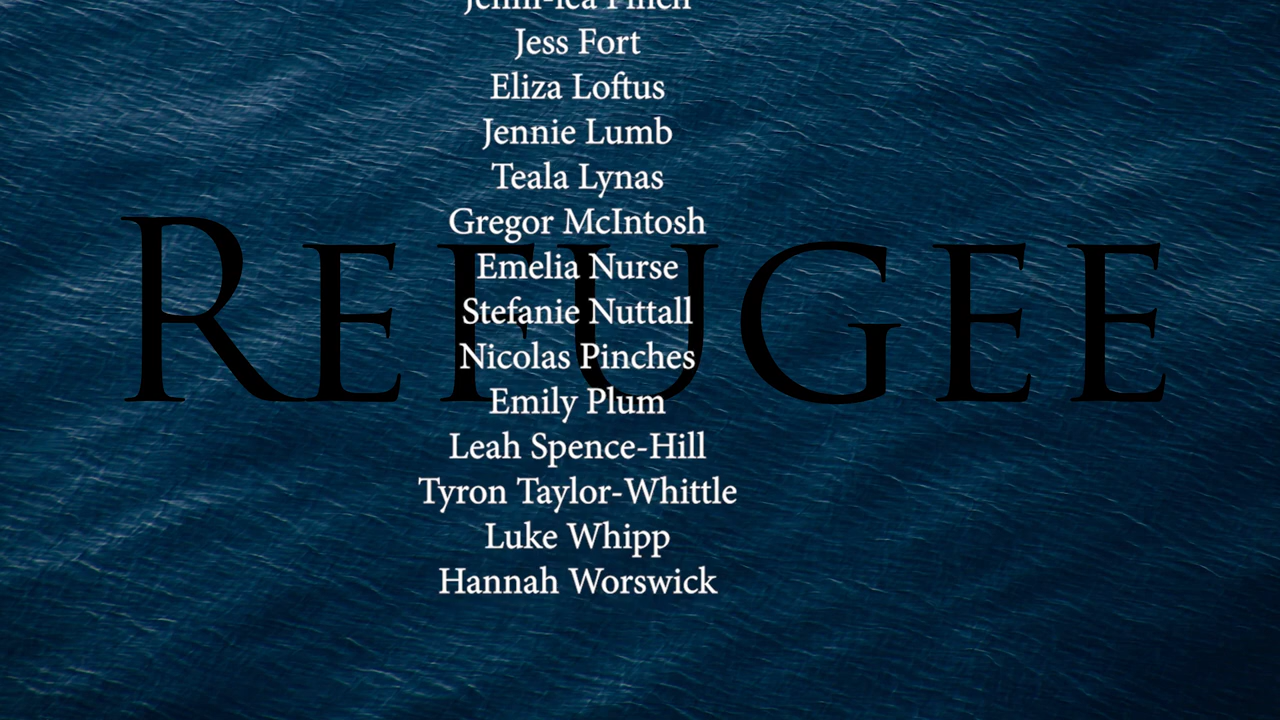 Jess Fort
Eliza Loftus
Jennie Lumb
Teala Lynas
Gregor McIntosh
Emelia Nurse
Stefanie Nuttall
Nicolas Pinches
Emily Plum
Leah Spence-Hill
Tyron Taylor-Whittle
Luke Whipp
Hannah Worswick
REFUGEE